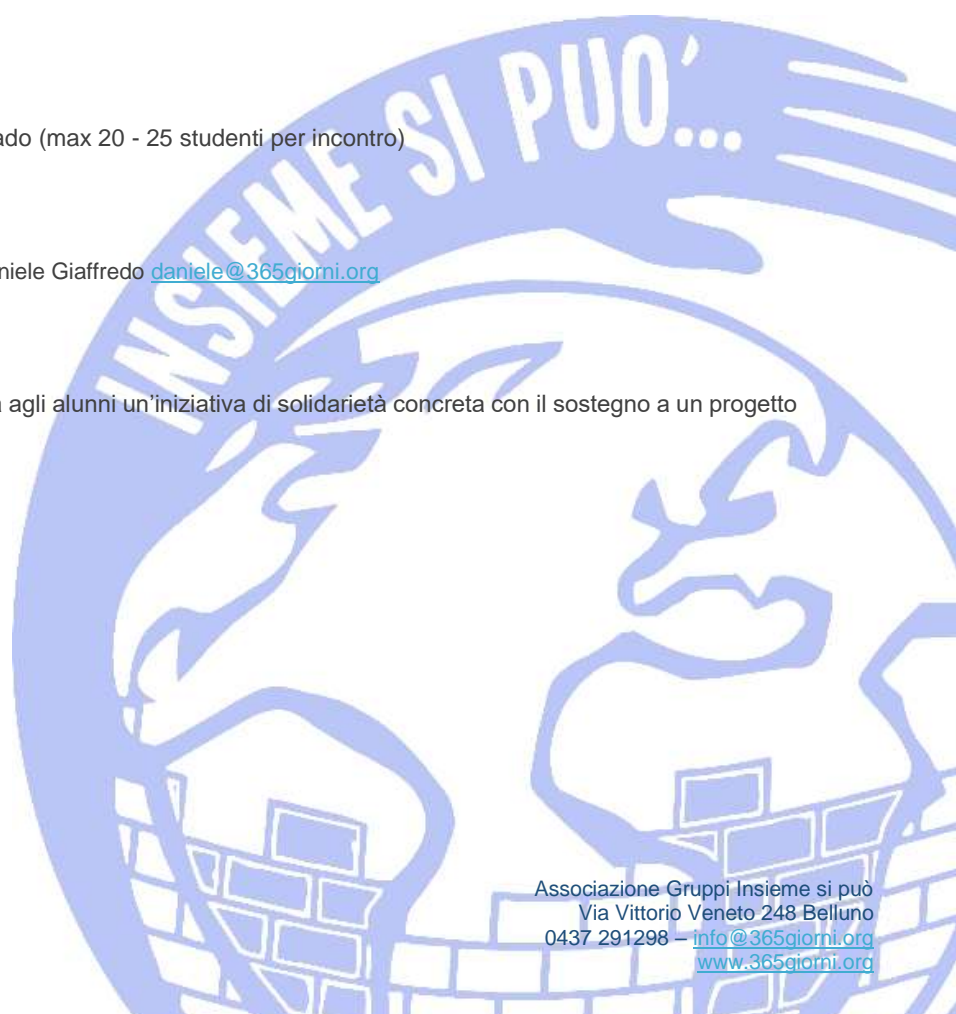 INSIEME SI PUO'...
ado (max 20 - 25 studenti per incontro)
niele Giaffredo daniele@365giorni.org
agli alunni un'iniziativa di solidarietà concreta con il sostegno a un progetto
Associazione Gruppi Insieme si può
Via Vittorio Veneto 248 Belluno
0437 291298 – info@365giorni.org
www.365giorni.org